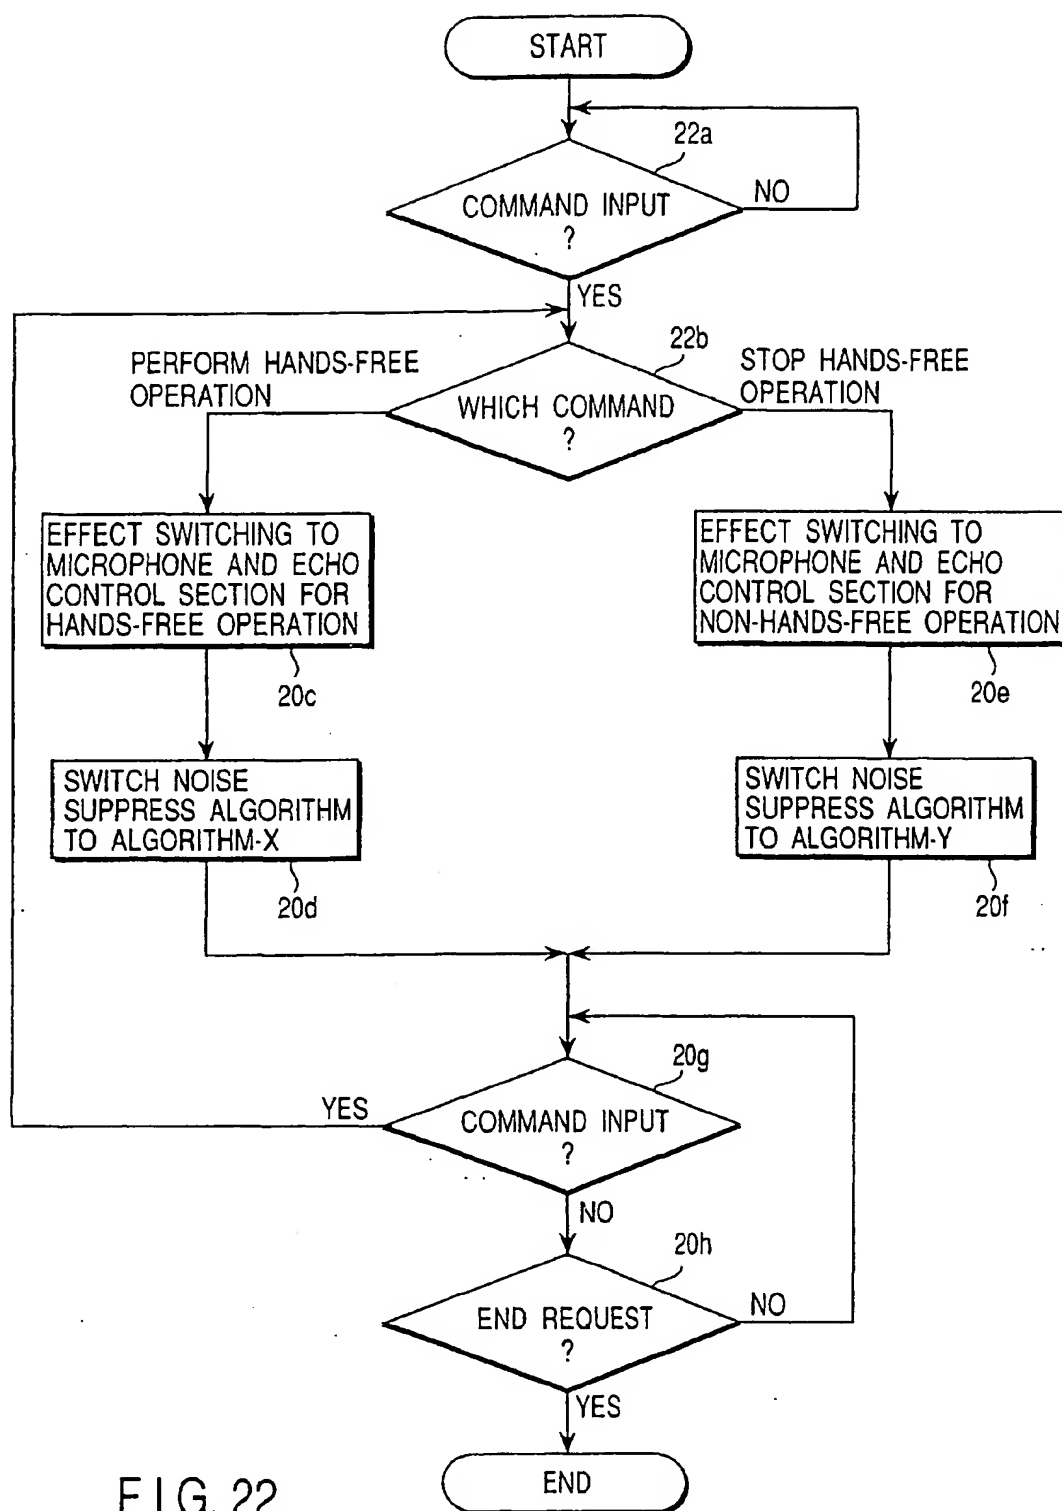 START
22a
COMMAND INPUT
?
NO
YES
22b
PERFORM HANDS-FREE
OPERATION
STOP HANDS-FREE
OPERATION
WHICH COMMAND
?
EFFECT SWITCHING TO
MICROPHONE AND ECHO
CONTROL SECTION FOR
HANDS-FREE OPERATION
20c
EFFECT SWITCHING TO
MICROPHONE AND ECHO
CONTROL SECTION FOR
NON-HANDS-FREE OPERATION
20e
SWITCH NOISE
SUPPRESS ALGORITHM
TO ALGORITHM-X
20d
SWITCH NOISE
SUPPRESS ALGORITHM
TO ALGORITHM-Y
20f
20g
YES
COMMAND INPUT
?
NO
20h
END REQUEST
?
NO
YES
END
FIG. 22